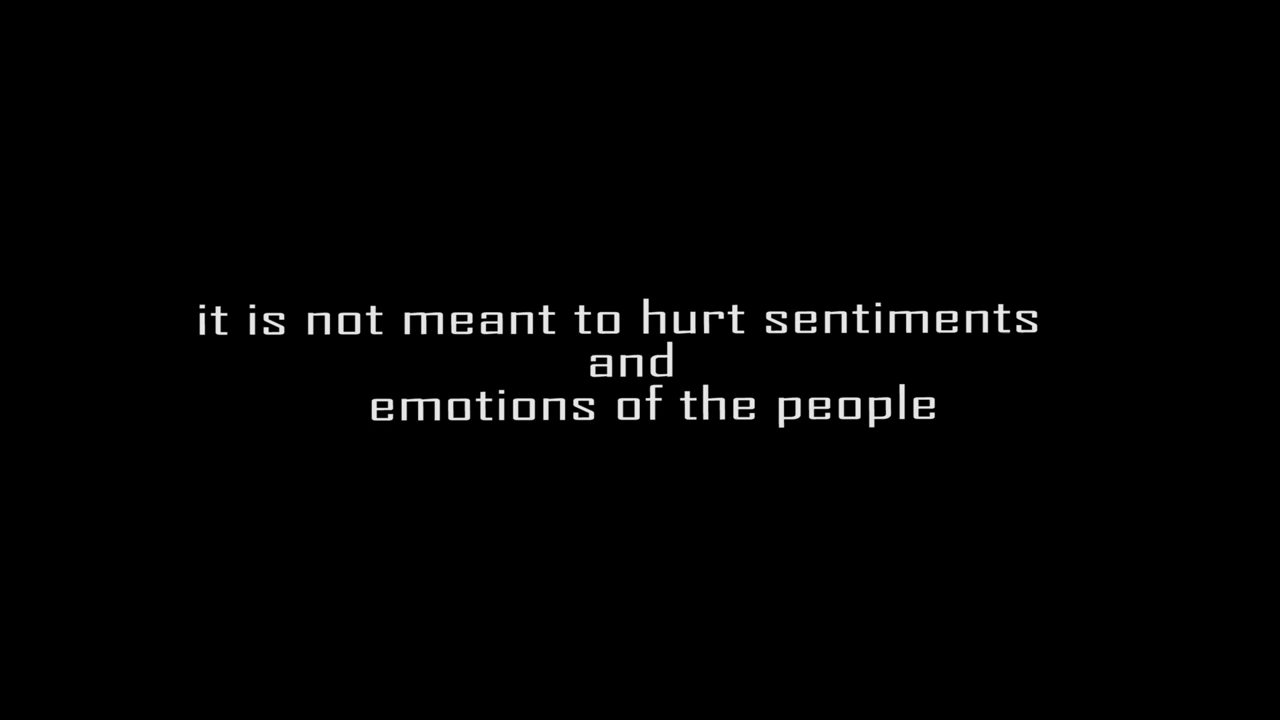 it is not meant to hurt sentiments
and
emotions of the people